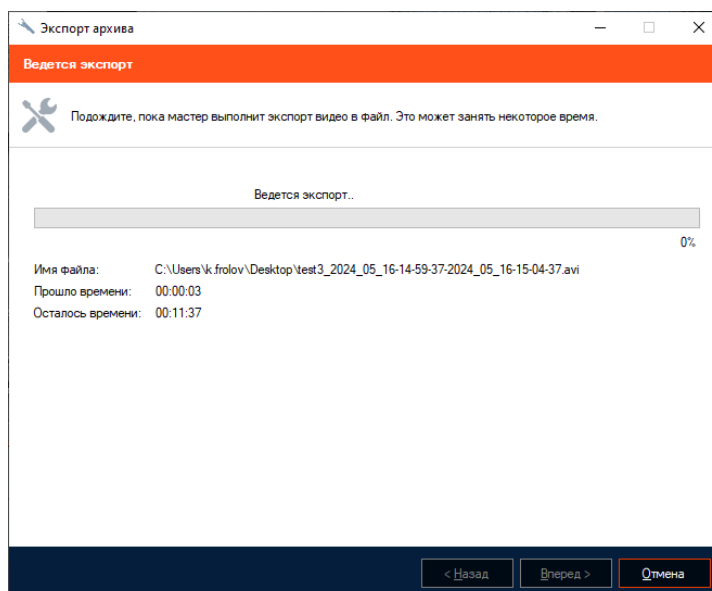 Экспорт архива
Ведется экспорт
Подождите, пока мастер выполнит экспорт видео в файл. Это может занять некоторое время.
Ведется экспорт..
0%
Имя файла: C:\Users\k.frolov\Desktop\test3_2024_05_16-14-59-37-2024_05_16-15-04-37.avi
Прошло времени: 00:00:03
Осталось времени: 00:11:37
< Назад Вперед > Отмена